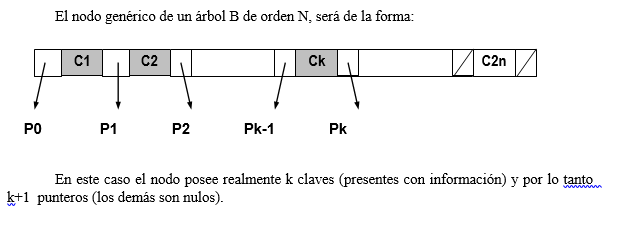 El nodo genérico de un árbol B de orden N, será de la forma:
C1 C2 Ck C2n
P0 P1 P2 Pk-1 Pk
En este caso el nodo posee realmente k claves (presentes con información) y por lo tanto
k+1 punteros (los demás son nulos).